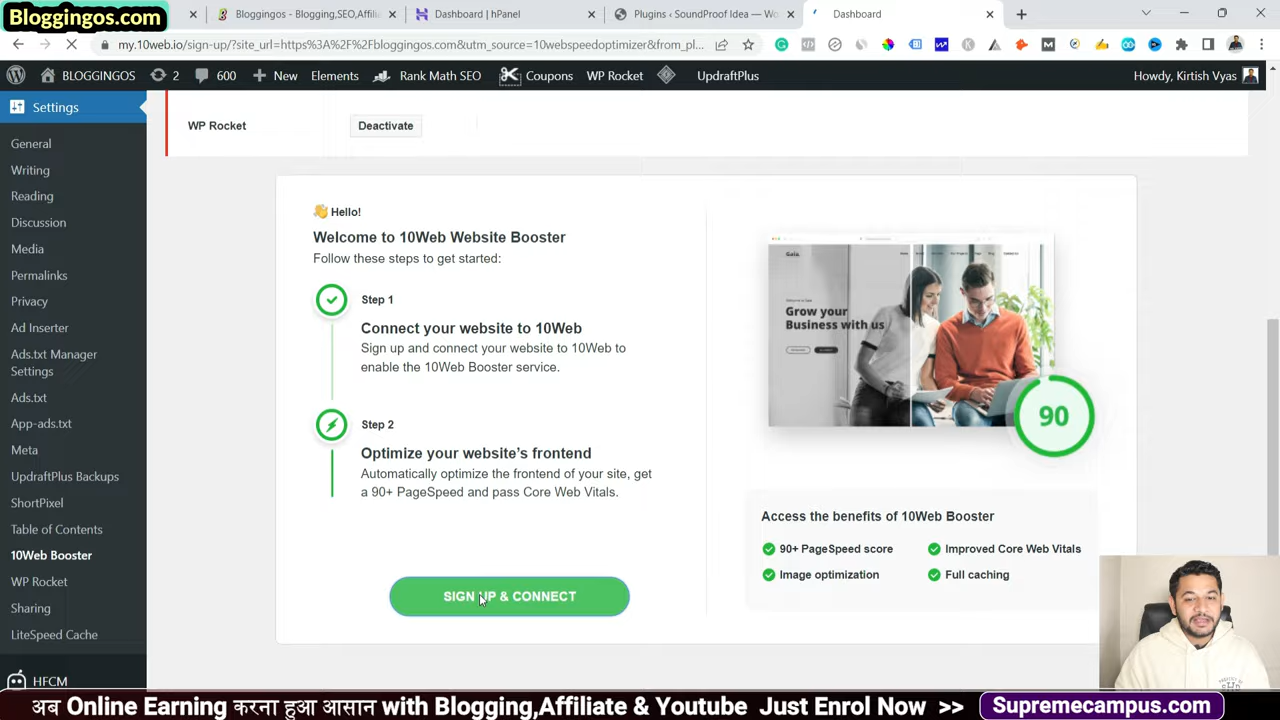 Bloggingos.com
Bloggingos - Blogging,SEO,Affilia
Dashboard | hPanel
Plugins ‹ SoundProof Idea — Wo
Dashboard
my.10web.io/sign-up/?site_url=https%3A%2F%2Fbloggingos.com&utm_source=10webspeedoptimizer&from_pl...
BLOGGINGOS
2
600
New
Elements
Rank Math SEO
Coupons
WP Rocket
UpdraftPlus
Howdy, Kirtish Vyas
Settings
General
Writing
Reading
Discussion
Media
Permalinks
Privacy
Ad Inserter
Ads.txt Manager
Settings
Ads.txt
App-ads.txt
Meta
UpdraftPlus Backups
ShortPixel
Table of Contents
10Web Booster
WP Rocket
Sharing
LiteSpeed Cache
HFCM
WP Rocket
Deactivate
Hello!
Welcome to 10Web Website Booster
Follow these steps to get started:
Step 1
Connect your website to 10Web
Sign up and connect your website to 10Web to
enable the 10Web Booster service.
Step 2
Optimize your website's frontend
Automatically optimize the frontend of your site, get
a 90+ PageSpeed and pass Core Web Vitals.
SIGN UP & CONNECT
Gaia.
Grow your
Business with us
90
Access the benefits of 10Web Booster
90+ PageSpeed score
Improved Core Web Vitals
Image optimization
Full caching
अब Online Earning करना हुआ आसान with Blogging,Affiliate & Youtube Just Enrol Now >> Supremecampus.com